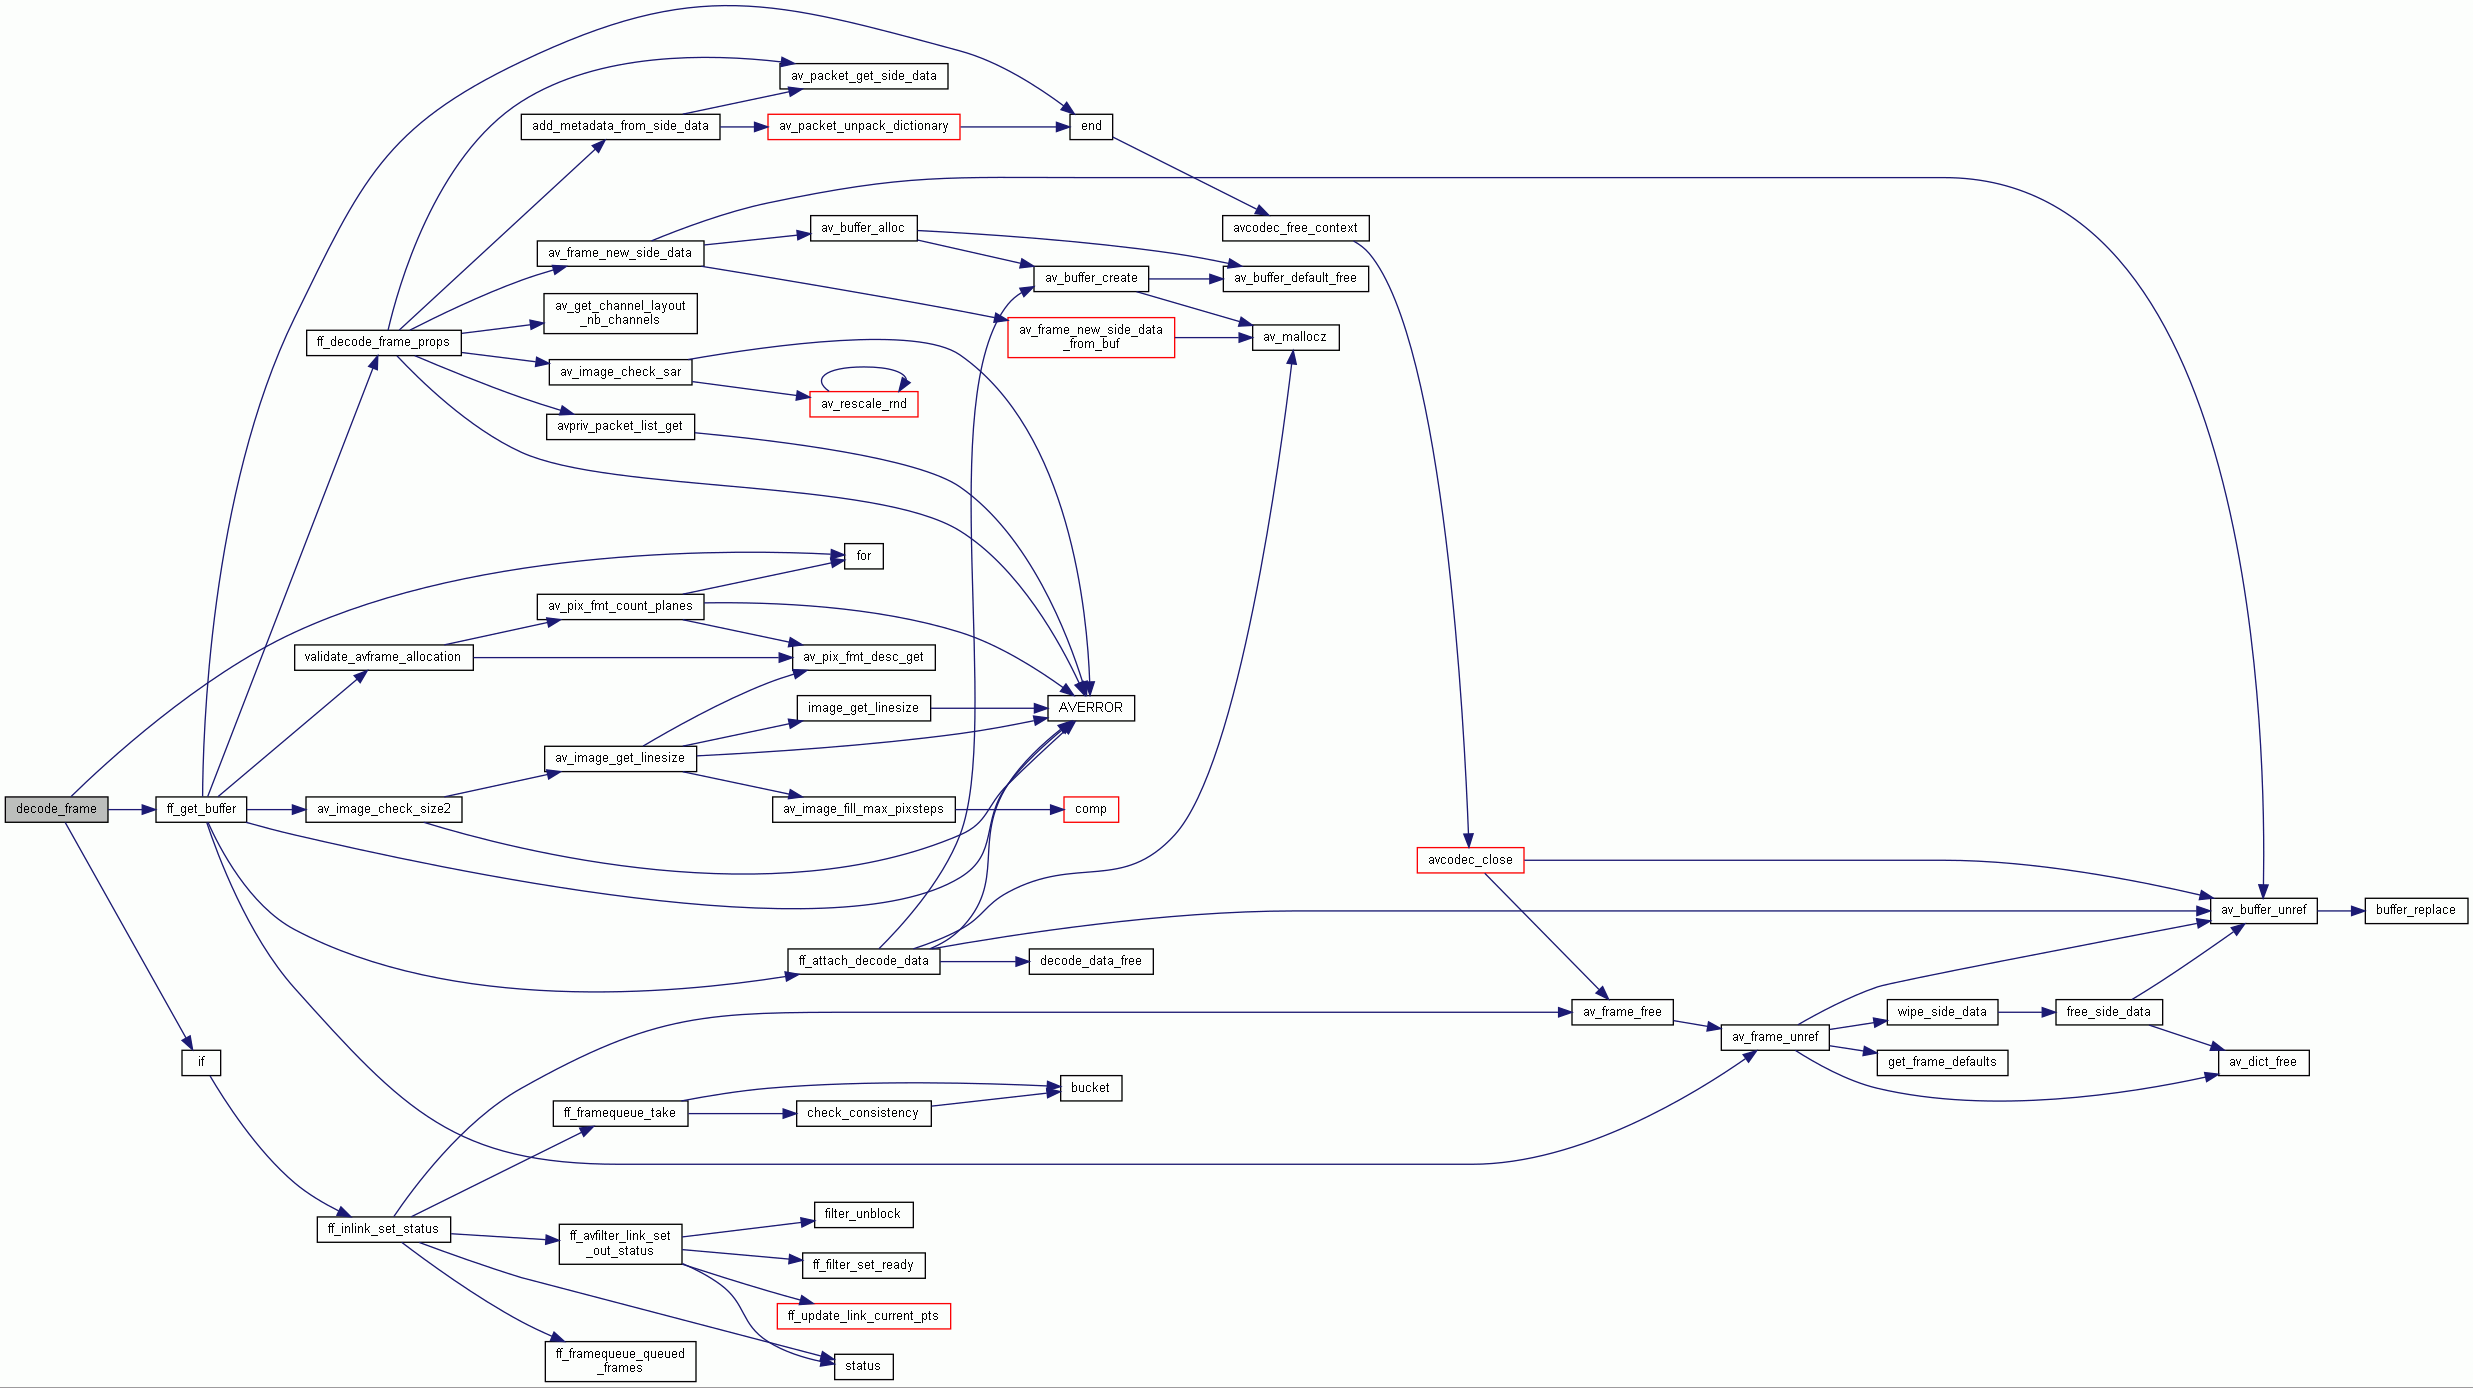 av_packet_get_side_data
add_metadata_from_side_data
av_packet_unpack_dictionary
end
av_frame_new_side_data
av_buffer_alloc
avcodec_free_context
av_buffer_create
av_buffer_default_free
av_get_channel_layout
_nb_channels
ff_decode_frame_props
av_frame_new_side_data
_from_buf
av_mallocz
av_image_check_sar
av_rescale_rnd
avpriv_packet_list_get
for
av_pix_fmt_count_planes
validate_avframe_allocation
av_pix_fmt_desc_get
image_get_linesize
AVERROR
av_image_get_linesize
decode_frame
ff_get_buffer
av_image_check_size2
av_image_fill_max_pixsteps
comp
avcodec_close
av_buffer_unref
buffer_replace
ff_attach_decode_data
decode_data_free
av_frame_free
wipe_side_data
free_side_data
av_frame_unref
if
get_frame_defaults
av_dict_free
bucket
ff_framequeue_take
check_consistency
ff_inlink_set_status
filter_unblock
ff_avfilter_link_set
_out_status
ff_filter_set_ready
ff_update_link_current_pts
ff_framequeue_queued
_frames
status